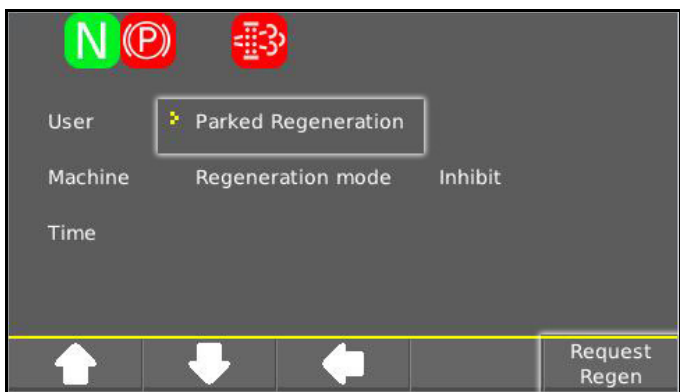 N (P)
User Parked Regeneration
Machine Regeneration mode Inhibit
Time
Request
Regen